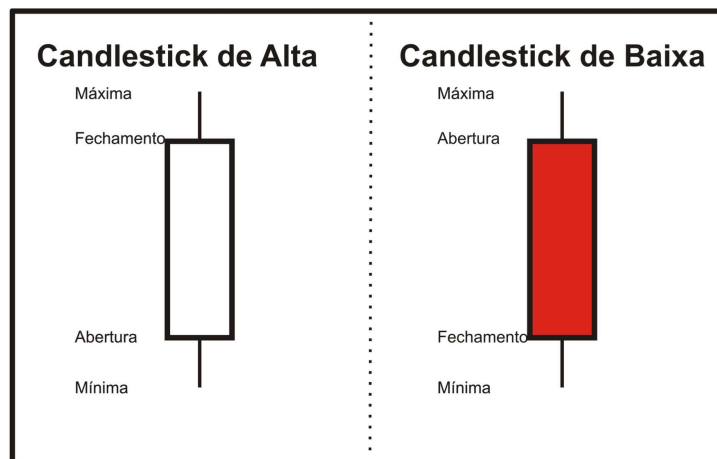 Candlestick de Alta
Máxima
Fechamento
Abertura
Mínima
Candlestick de Baixa
Máxima
Abertura
Fechamento
Mínima